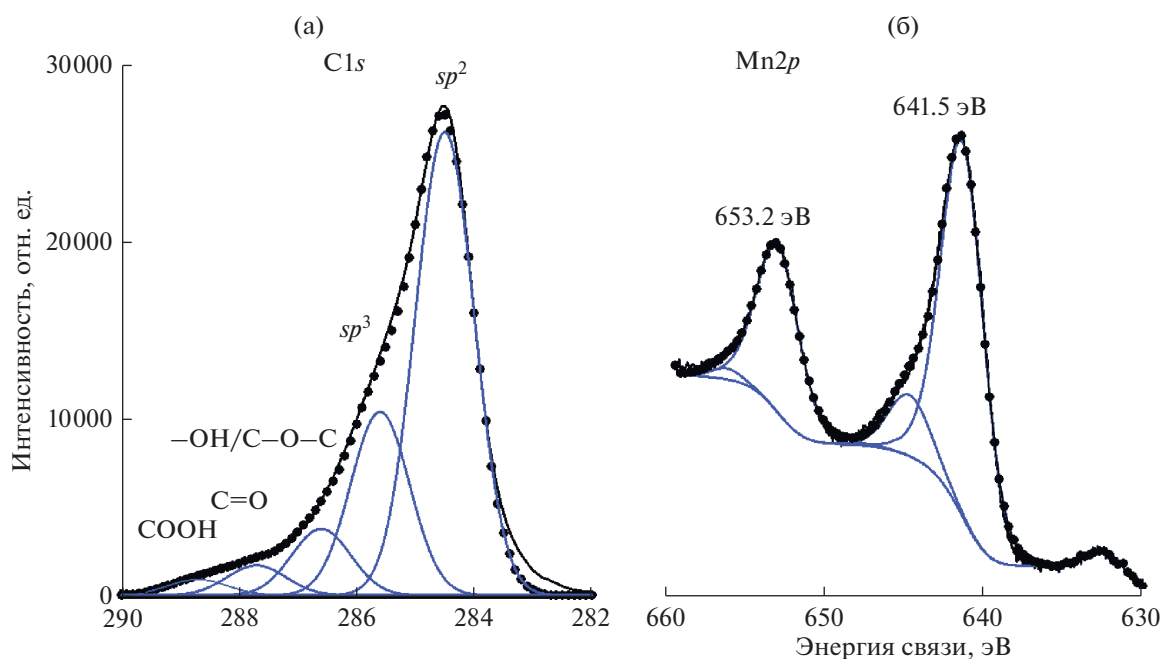 (а)
(б)
30000
C1s
sp²
Mn2p
641.5 эВ
653.2 эВ
20000
Интенсивность, отн. ед.
sp³
10000
–OH/C–O–C
C=O
COOH
0
290 288 286 284 282
660 650 640 630
Энергия связи, эВ